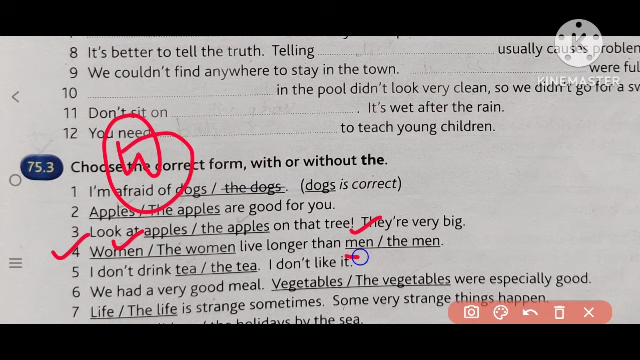 8 It's better to tell the truth. Telling usually causes problem
9 We couldn't find anywhere to stay in the town. were ful
10 in the pool didn't look very clean, so we didn't go for a sw
11 Don't sit on . It's wet after the rain.
12 You need to teach young children.
KINEMASTER
75.3 Choose the correct form, with or without the.
1 I'm afraid of dogs / the dogs. (dogs is correct)
2 Apples / The apples are good for you.
3 Look at apples / the apples on that tree! They're very big.
4 Women / The women live longer than men / the men.
5 I don't drink tea / the tea. I don't like it.
6 We had a very good meal. Vegetables / The vegetables were especially good.
7 Life / The life is strange sometimes. Some very strange things happen.
holidays by the sea.